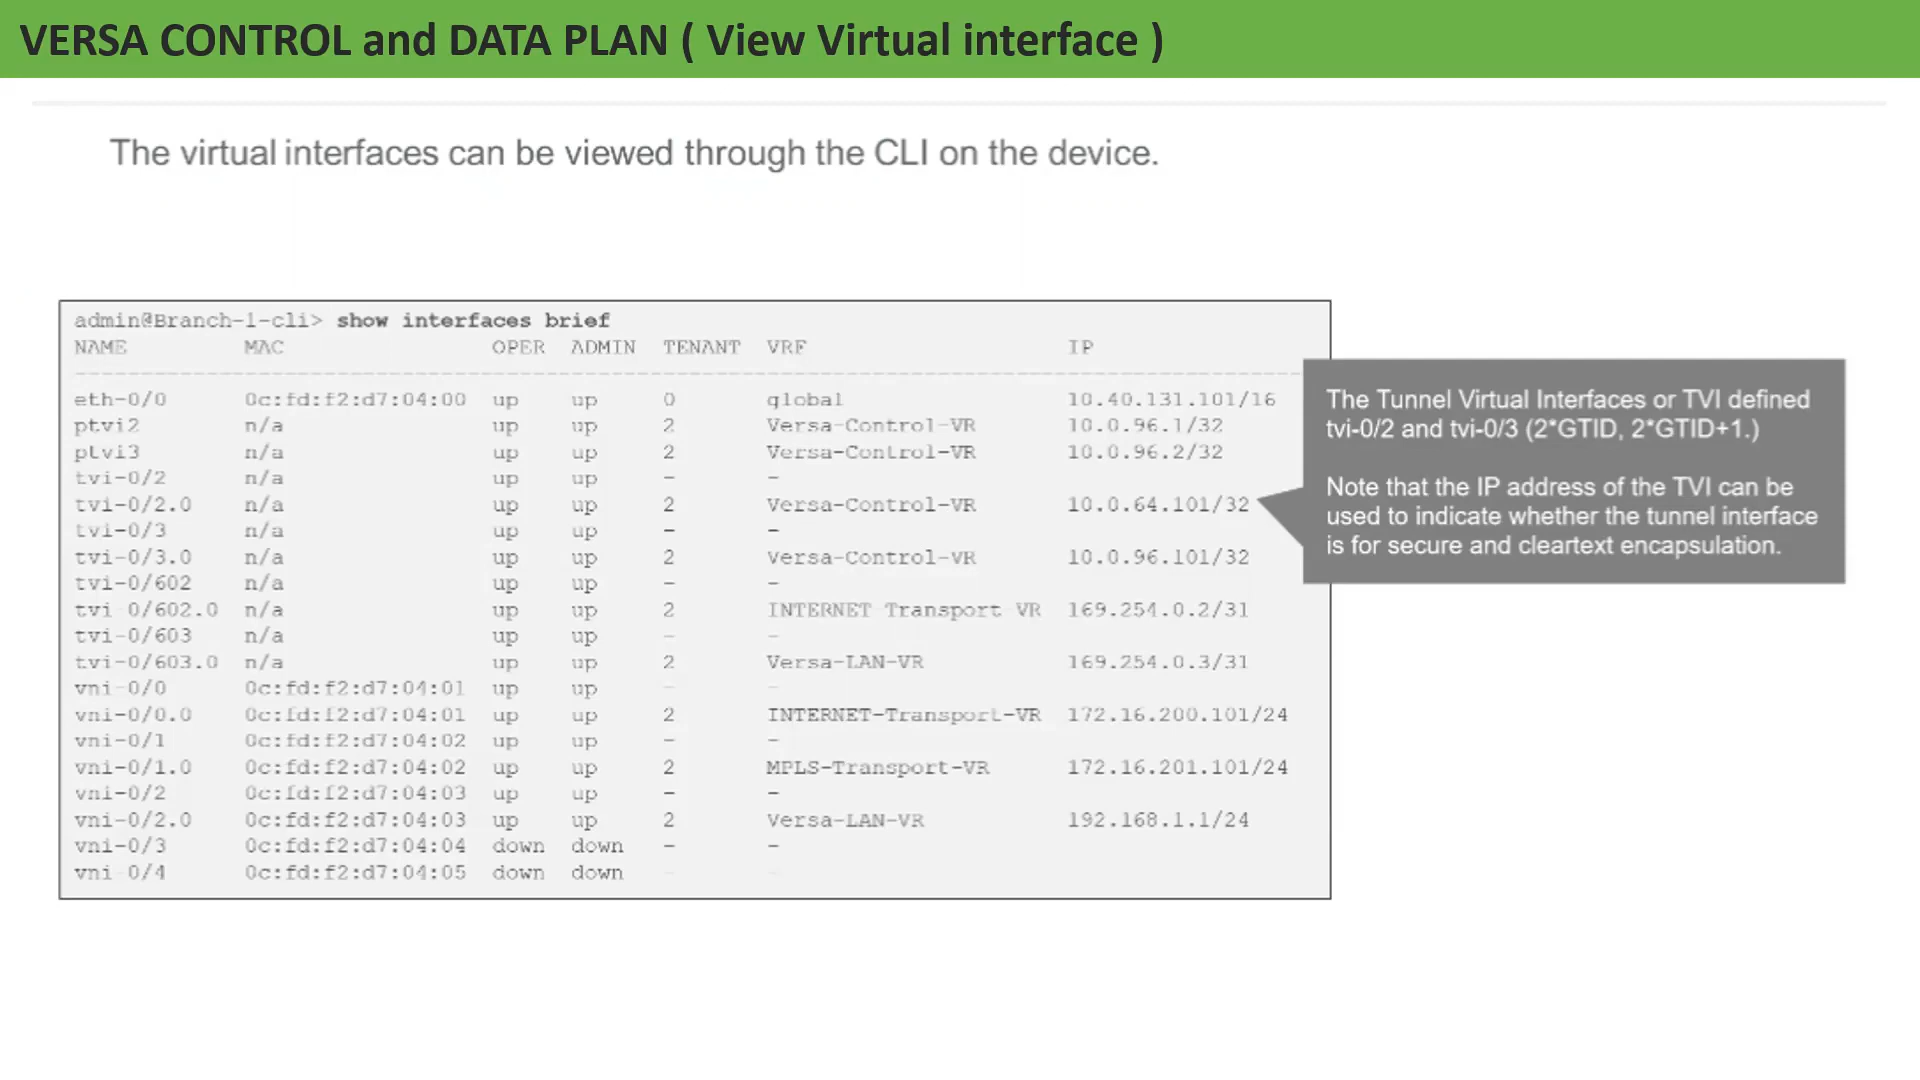 VERSA CONTROL and DATA PLAN ( View Virtual interface )
The virtual interfaces can be viewed through the CLI on the device.
admin@Branch-1-cli> show interfaces brief
NAME MAC OPER ADMIN TENANT VRF IP
eth-0/0 0c:fd:f2:d7:04:00 up up 0 global 10.40.131.101/16
ptvi2 n/a up up 2 Versa-Control-VR 10.0.96.1/32
ptvi3 n/a up up 2 Versa-Control-VR 10.0.96.2/32
tvi-0/2 n/a up up - -
tvi-0/2.0 n/a up up 2 Versa-Control-VR 10.0.64.101/32
tvi-0/3 n/a up up - -
tvi-0/3.0 n/a up up 2 Versa-Control-VR 10.0.96.101/32
tvi-0/602 n/a up up - -
tvi-0/602.0 n/a up up 2 INTERNET-Transport-VR 169.254.0.2/31
tvi-0/603 n/a up up - -
tvi-0/603.0 n/a up up 2 Versa-LAN-VR 169.254.0.3/31
vni-0/0 0c:fd:f2:d7:04:01 up up - -
vni-0/0.0 0c:fd:f2:d7:04:01 up up 2 INTERNET-Transport-VR 172.16.200.101/24
vni-0/1 0c:fd:f2:d7:04:02 up up - -
vni-0/1.0 0c:fd:f2:d7:04:02 up up 2 MPLS-Transport-VR 172.16.201.101/24
vni-0/2 0c:fd:f2:d7:04:03 up up - -
vni-0/2.0 0c:fd:f2:d7:04:03 up up 2 Versa-LAN-VR 192.168.1.1/24
vni-0/3 0c:fd:f2:d7:04:04 down down - -
vni-0/4 0c:fd:f2:d7:04:05 down down - -
The Tunnel Virtual Interfaces or TVI defined
tvi-0/2 and tvi-0/3 (2*GTID, 2*GTID+1.)
Note that the IP address of the TVI can be
used to indicate whether the tunnel interface
is for secure and cleartext encapsulation.